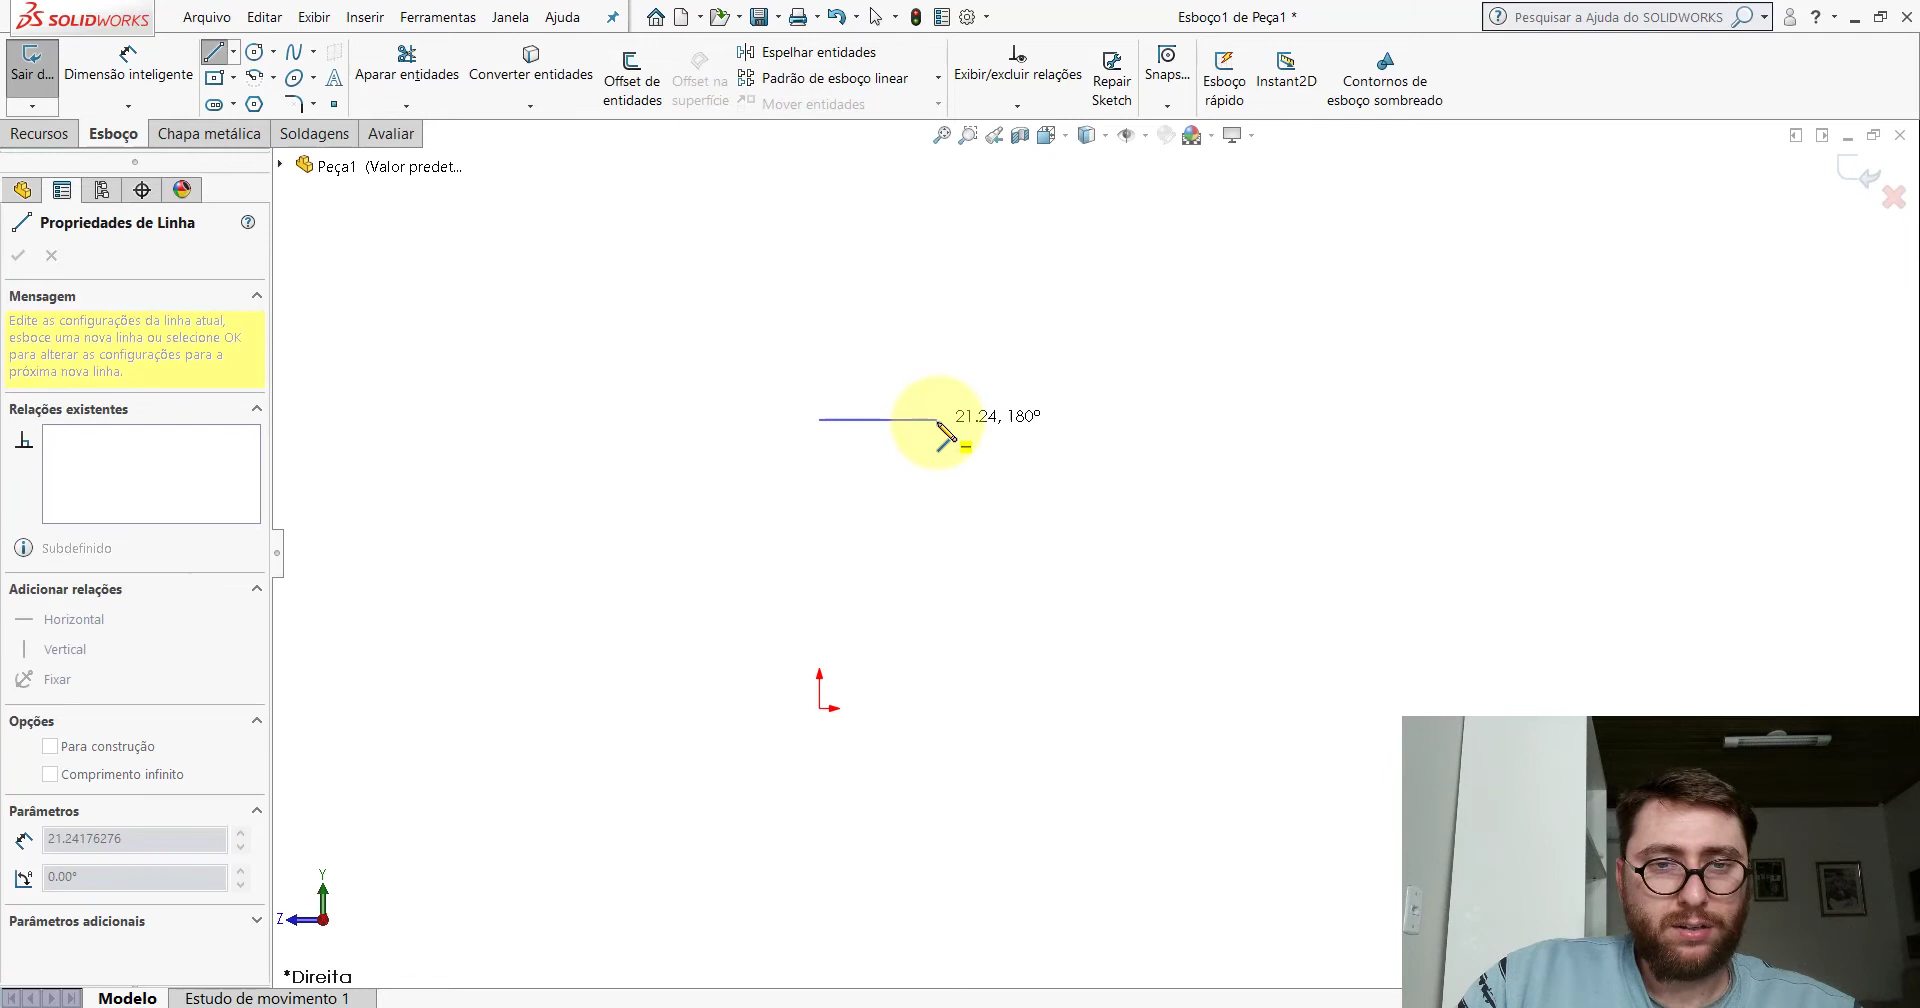 SOLIDWORKS
Arquivo Editar Exibir Inserir Ferramentas Janela Ajuda
Esboço1 de Peça1 *
Pesquisar a Ajuda do SOLIDWORKS
Sair d...
Dimensão inteligente
Aparar entidades
Converter entidades
Offset de
entidades
Offset na
superfície
Espelhar entidades
Padrão de esboço linear
Mover entidades
Exibir/excluir relações
Repair
Sketch
Snaps...
Esboço
rápido
Instant2D
Contornos de
esboço sombreado
Recursos Esboço Chapa metálica Soldagens Avaliar
Peça1 (Valor predet...
Propriedades de Linha
Mensagem
Edite as configurações da linha atual,
esboce uma nova linha ou selecione OK
para alterar as configurações para a
próxima nova linha.
Relações existentes
Subdefinido
Adicionar relações
Horizontal
Vertical
Fixar
Opções
Para construção
Comprimento infinito
Parâmetros
21.24176276
0.00°
Parâmetros adicionais
21.24, 180°
Y
Z
*Direita
Modelo Estudo de movimento 1